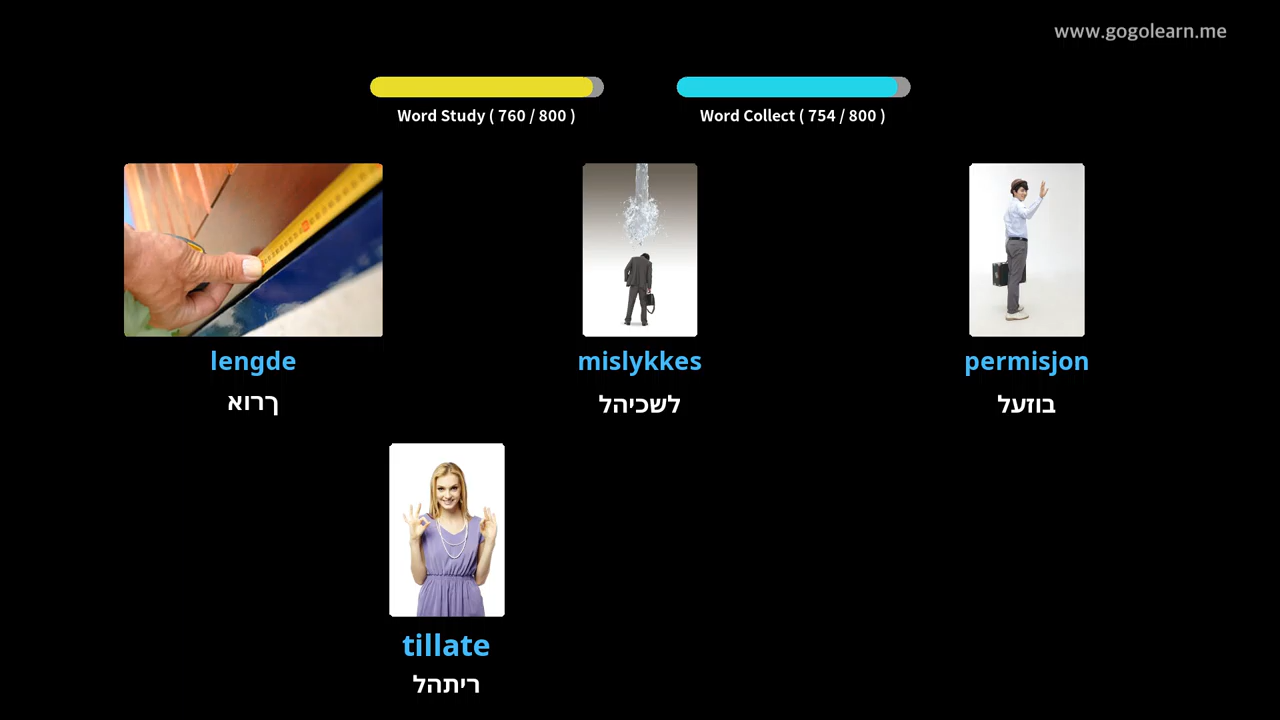 www.gogolearn.me
Word Study ( 760 / 800 )
Word Collect ( 754 / 800 )
lengde
ךרוא
mislykkes
לשכיהל
permisjon
בוזעל
tillate
ריתהל